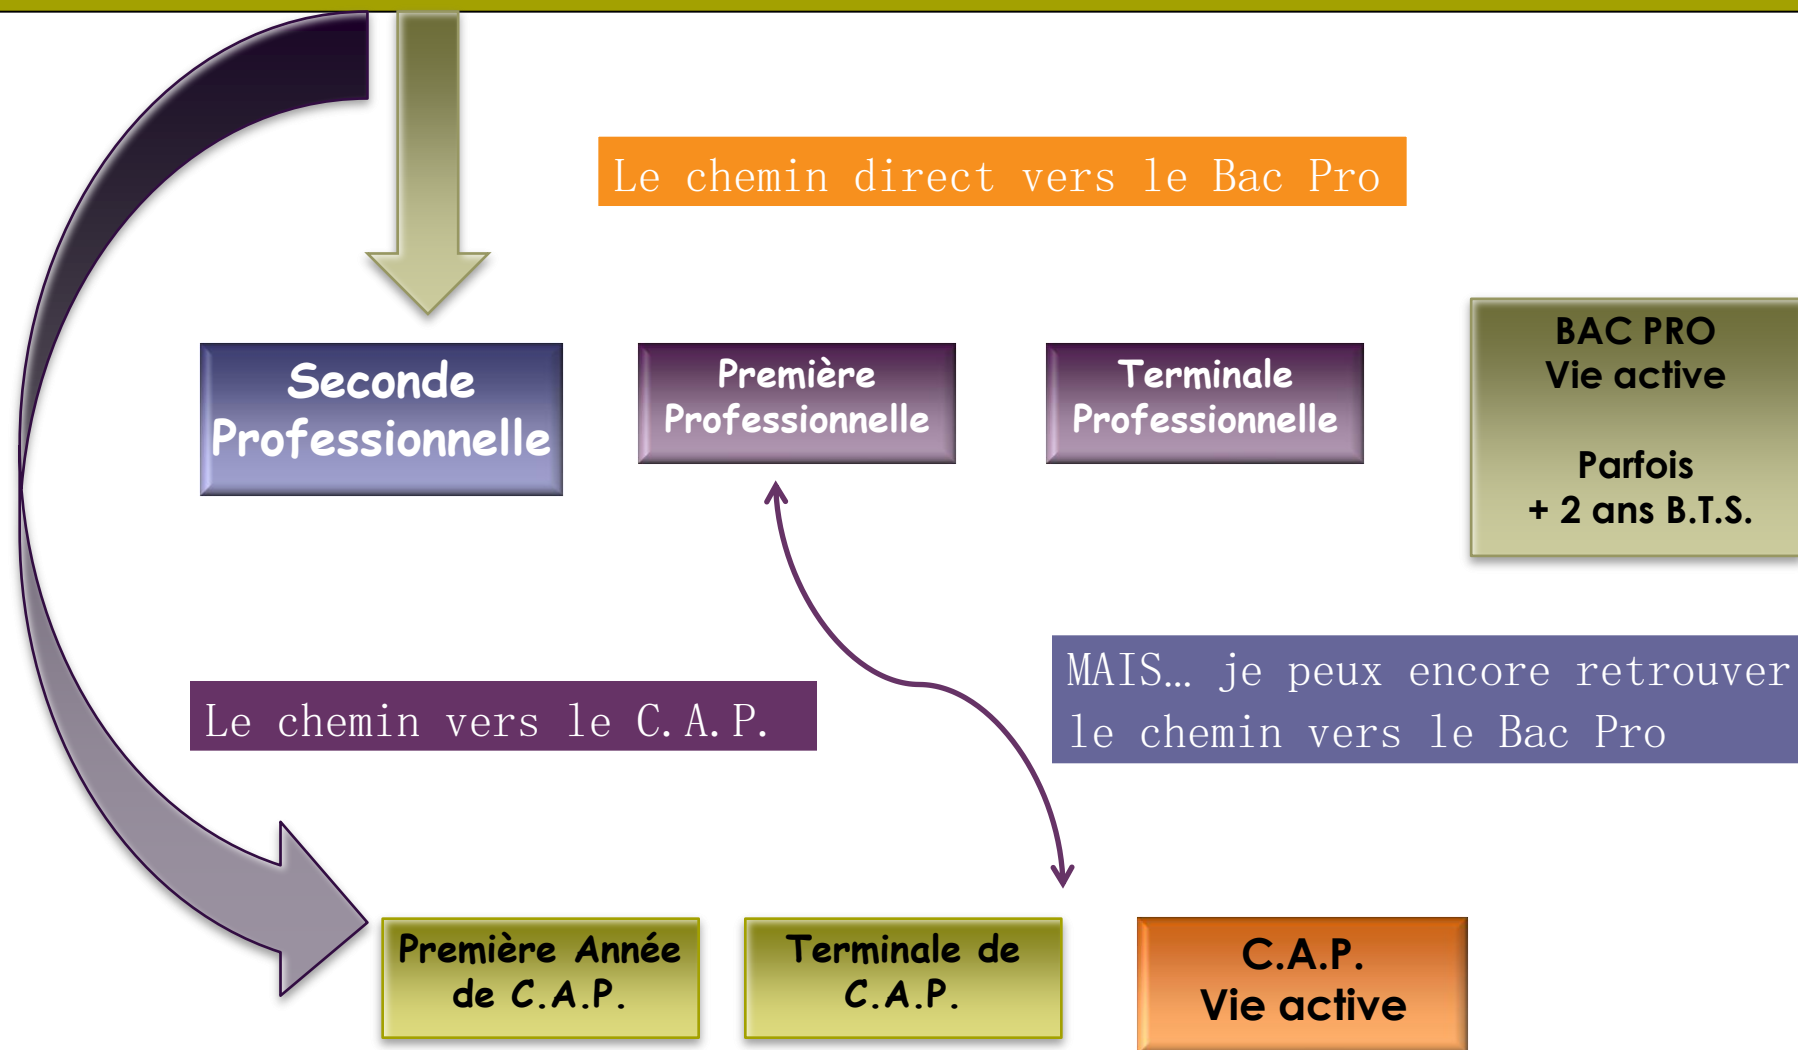 Le chemin direct vers le Bac Pro
Seconde
Professionnelle
Première
Professionnelle
Terminale
Professionnelle
BAC PRO
Vie active
Parfois
+ 2 ans B.T.S.
Le chemin vers le C.A.P.
MAIS… je peux encore retrouver
le chemin vers le Bac Pro
Première Année
de C.A.P.
Terminale de
C.A.P.
C.A.P.
Vie active